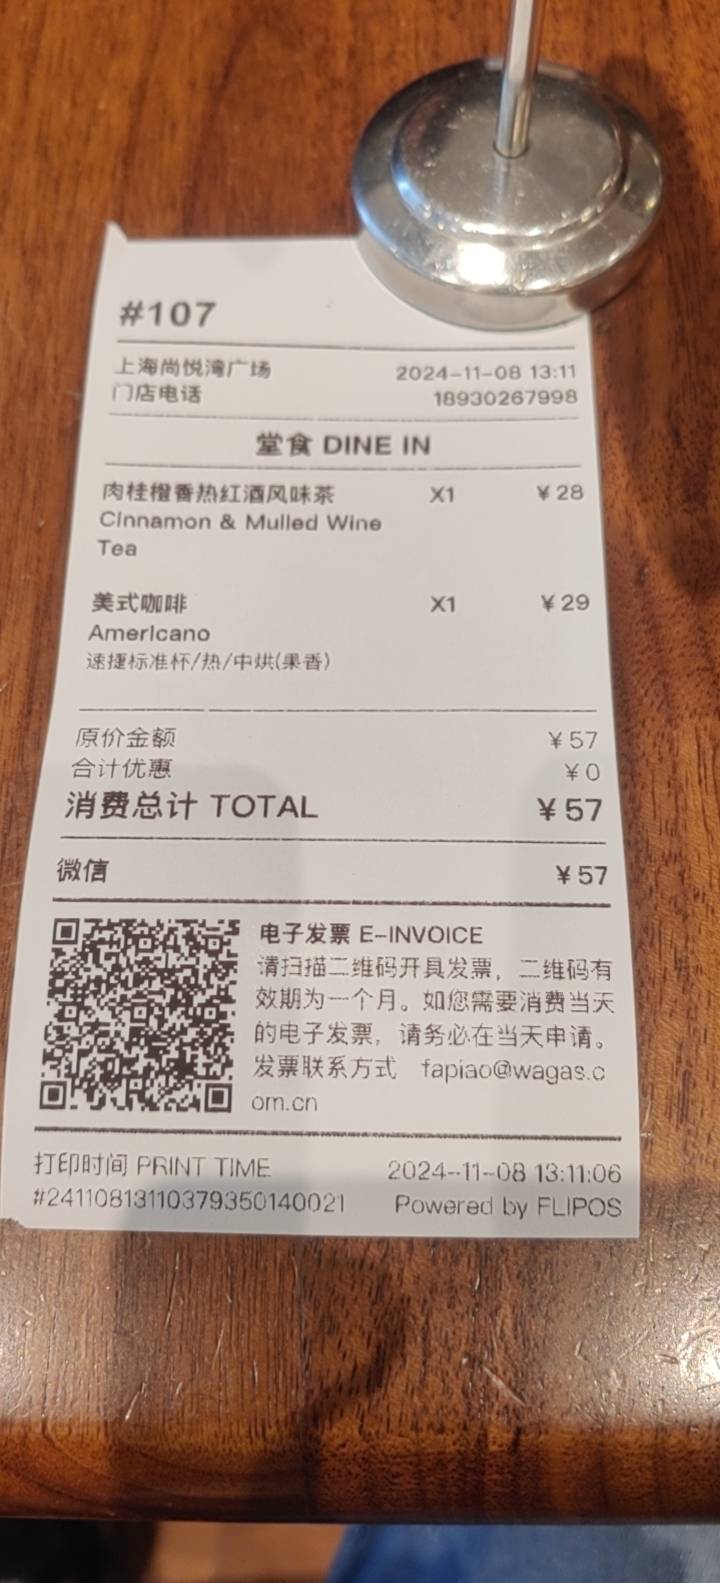 #107
上海尚悦湾广场 2024-11-08 13:11
门店电话 18930267998
堂食 DINE IN
肉桂橙香热红酒风味茶 X1 ¥28
Cinnamon & Mulled Wine
Tea
美式咖啡 X1 ¥29
Americano
速捷标准杯/热/中烘(果香)
原价金额 ¥57
合计优惠 ¥0
消费总计 TOTAL ¥57
微信 ¥57
电子发票 E-INVOICE
请扫描二维码开具发票，二维码有
效期为一个月。如您需要消费当天
的电子发票，请务必在当天申请。
发票联系方式 fapiao@wagas.c
om.cn
打印时间 PRINT TIME 2024-11-08 13:11:06
#24110813110379350140021 Powered by FLIPOS